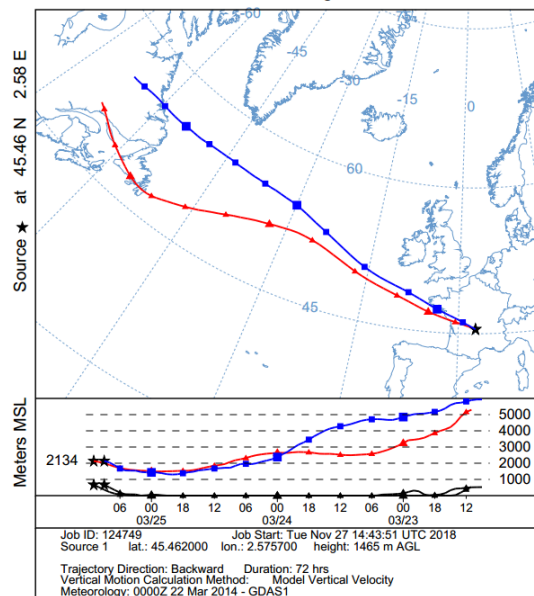 -60
-45
-30
-15
0
60
45
Source ★ at 45.46 N 2.58 E
Meters MSL
2134
5000
4000
3000
2000
1000
06 00 18 12 06 00 18 12 06 00 18 12
03/25 03/24 03/23
Job ID: 124749 Job Start: Tue Nov 27 14:43:51 UTC 2018
Source 1 lat.: 45.462000 lon.: 2.575700 height: 1465 m AGL
Trajectory Direction: Backward Duration: 72 hrs
Vertical Motion Calculation Method: Model Vertical Velocity
Meteorology: 0000Z 22 Mar 2014 - GDAS1